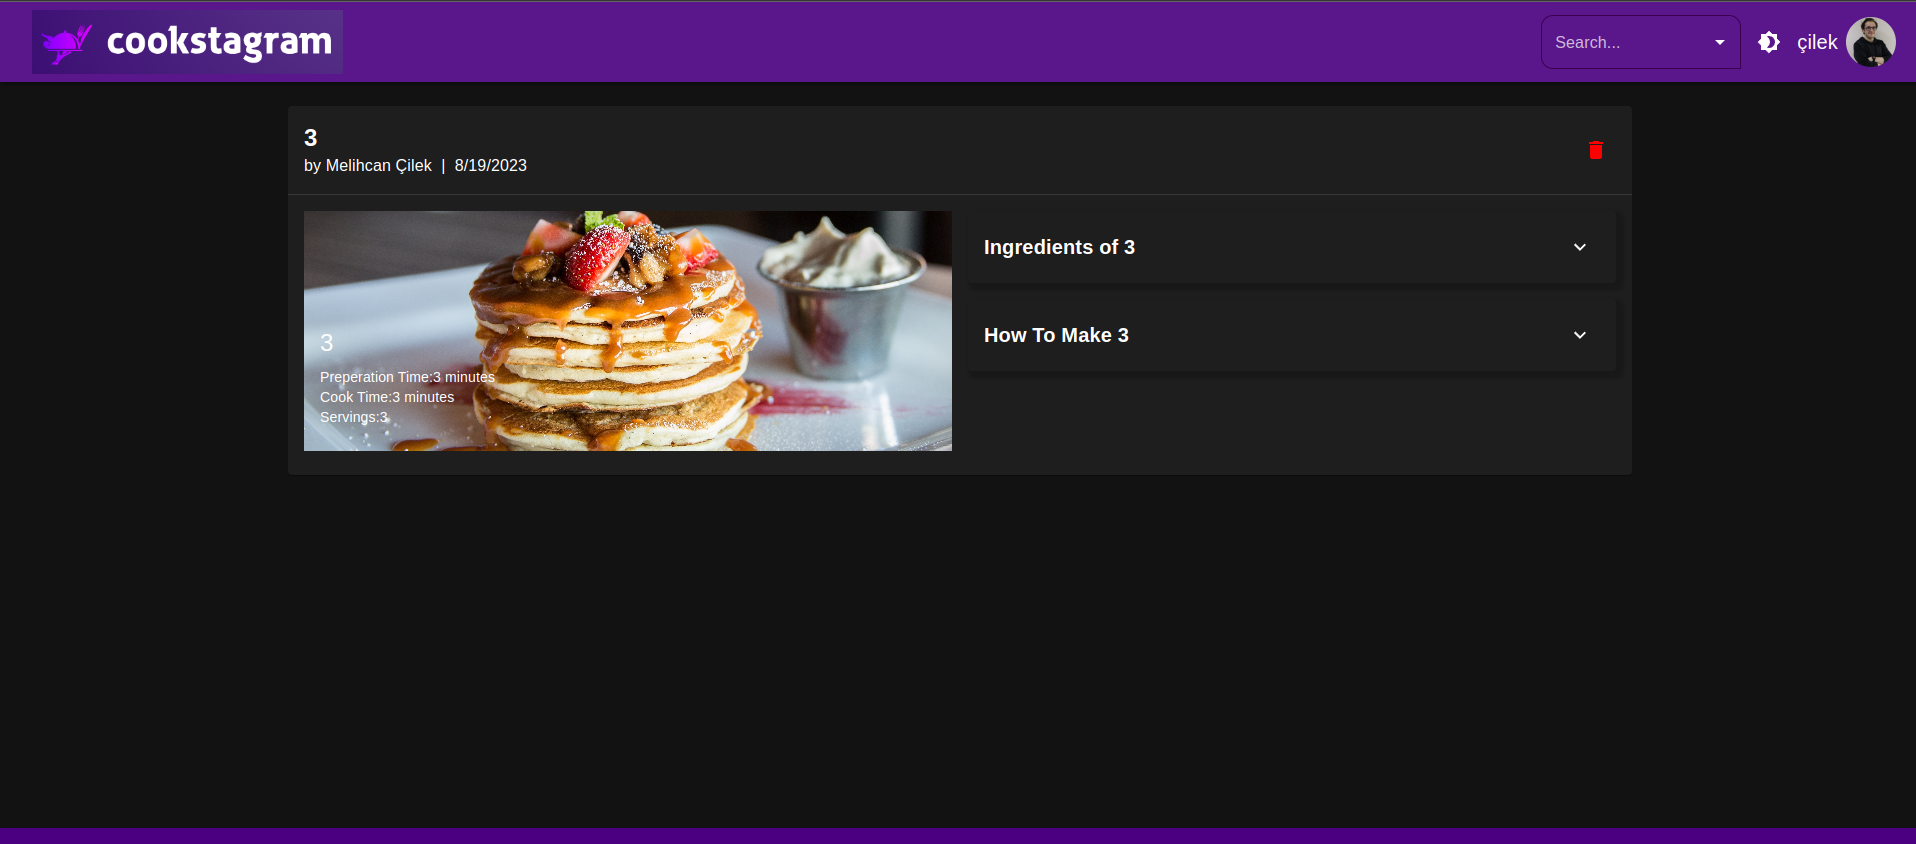 cookstagram
Search...
çilek
3
by Melihcan Çilek | 8/19/2023
3
Preperation Time:3 minutes
Cook Time:3 minutes
Servings:3
Ingredients of 3
How To Make 3